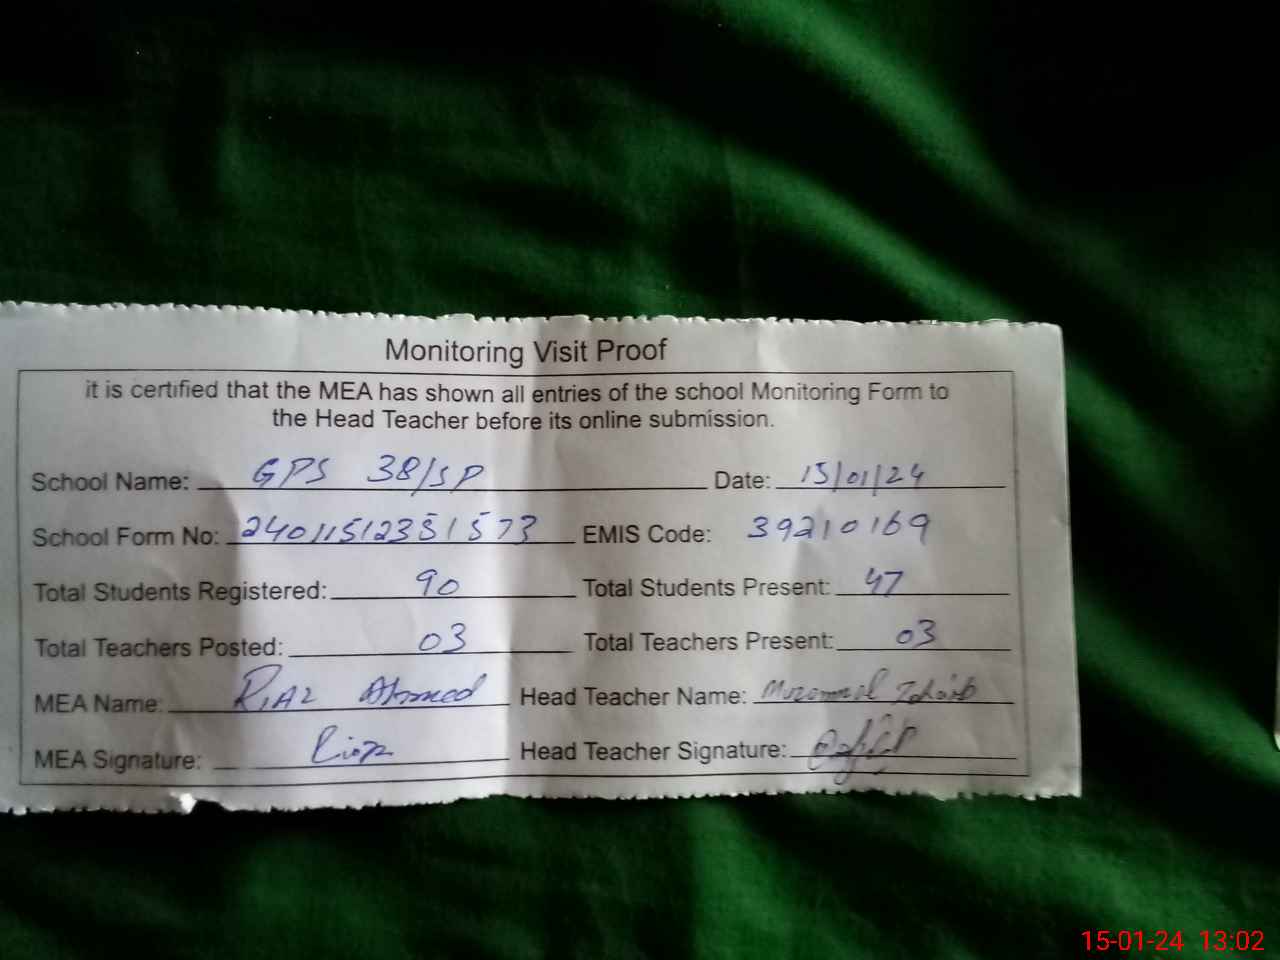 Monitoring Visit Proof
it is certified that the MEA has shown all entries of the school Monitoring Form to
the Head Teacher before its online submission.
School Name: GPS 38/SP Date: 15/01/24
School Form No: 24011512351573 EMIS Code: 39210169
Total Students Registered: 90 Total Students Present: 47
Total Teachers Posted: 03 Total Teachers Present: 03
MEA Name: Riaz Ahmed Head Teacher Name:
MEA Signature: Riaz Head Teacher Signature:
15-01-24 13:02